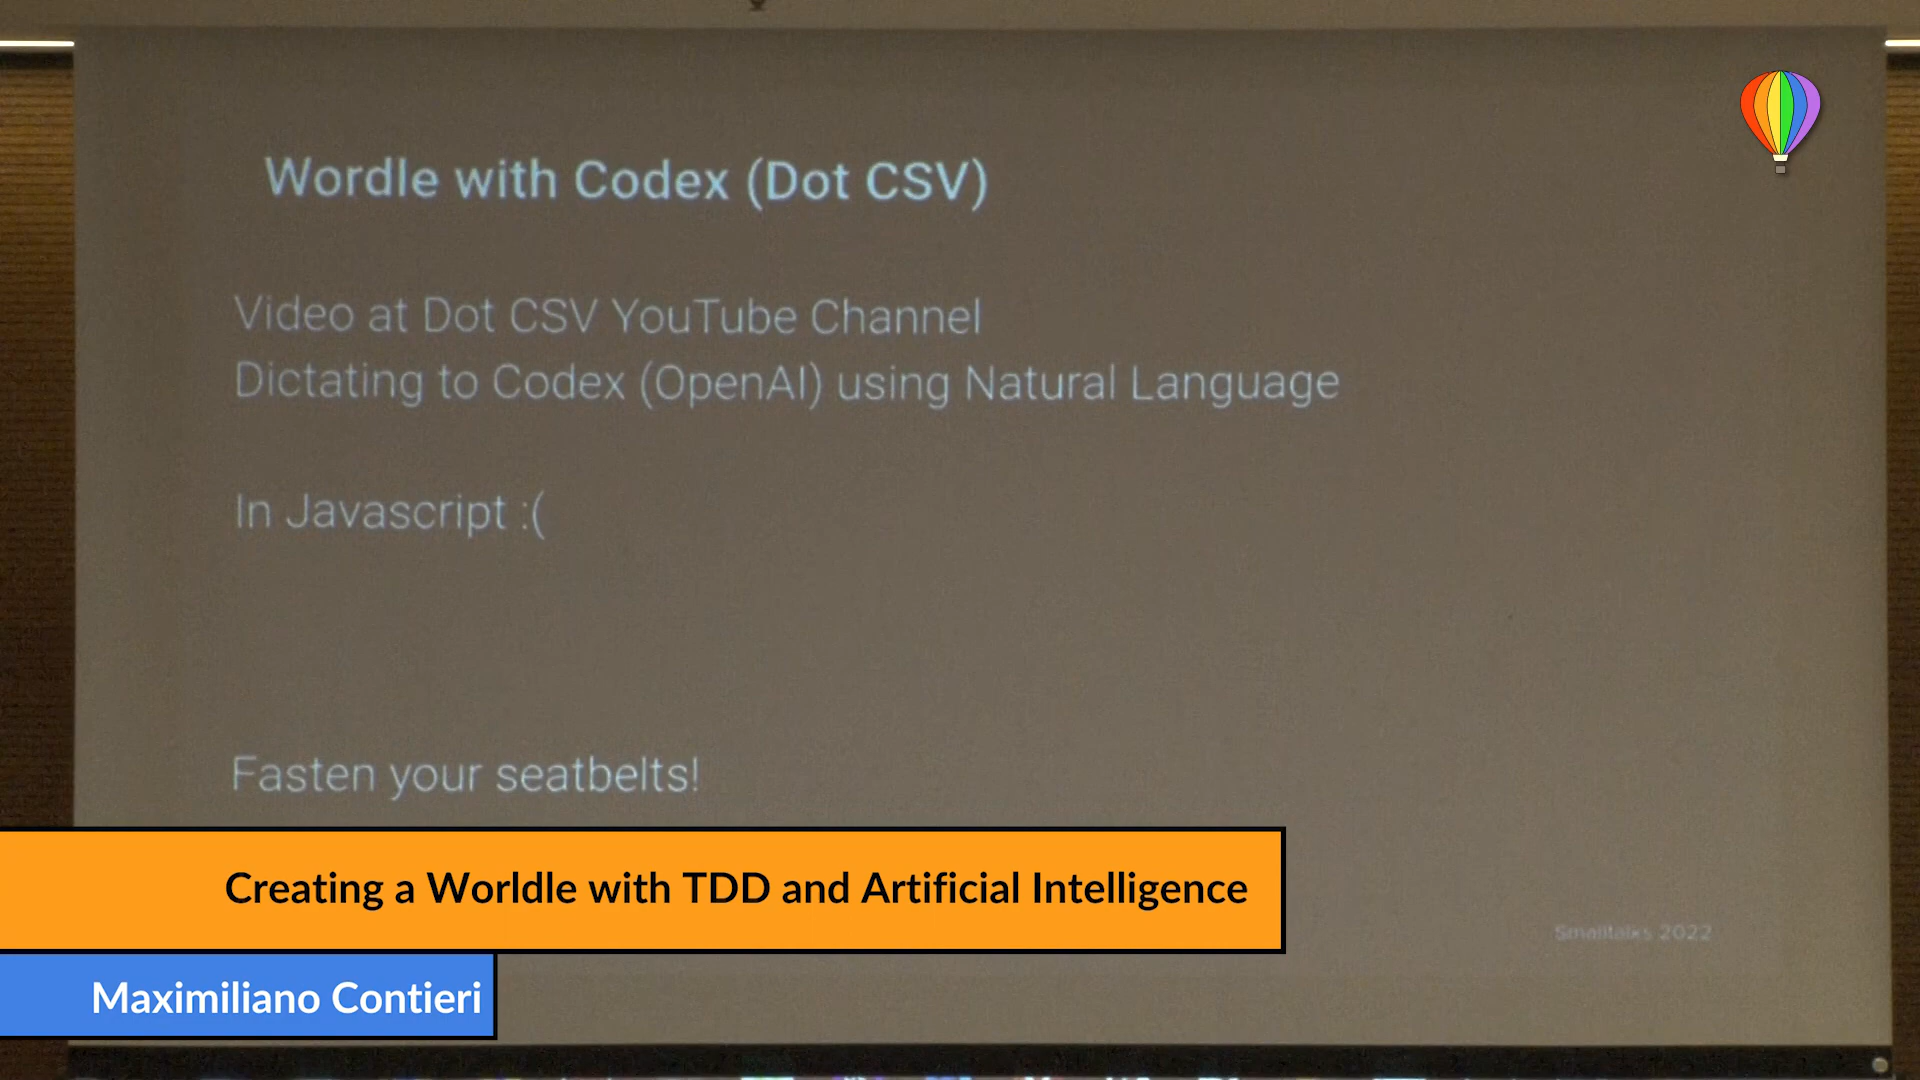 Wordle with Codex (Dot CSV)
Video at Dot CSV YouTube Channel
Dictating to Codex (OpenAI) using Natural Language
In Javascript :(
Fasten your seatbelts!
Creating a Worldle with TDD and Artificial Intelligence
Smalltalks 2022
Maximiliano Contieri